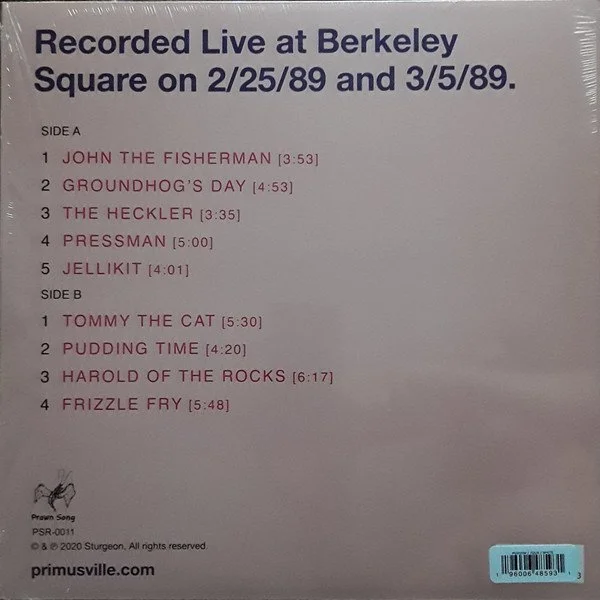 Recorded Live at Berkeley
Square on 2/25/89 and 3/5/89.
SIDE A
1 JOHN THE FISHERMAN [3:53]
2 GROUNDHOG'S DAY [4:53]
3 THE HECKLER [3:35]
4 PRESSMAN [5:00]
5 JELLIKIT [4:01]
SIDE B
1 TOMMY THE CAT [5:30]
2 PUDDING TIME [4:20]
3 HAROLD OF THE ROCKS [6:17]
4 FRIZZLE FRY [5:48]
Prawn Song
PSR-0011
© & ℗ 2020 Sturgeon. All rights reserved.
primusville.com
1 96006 48593 3